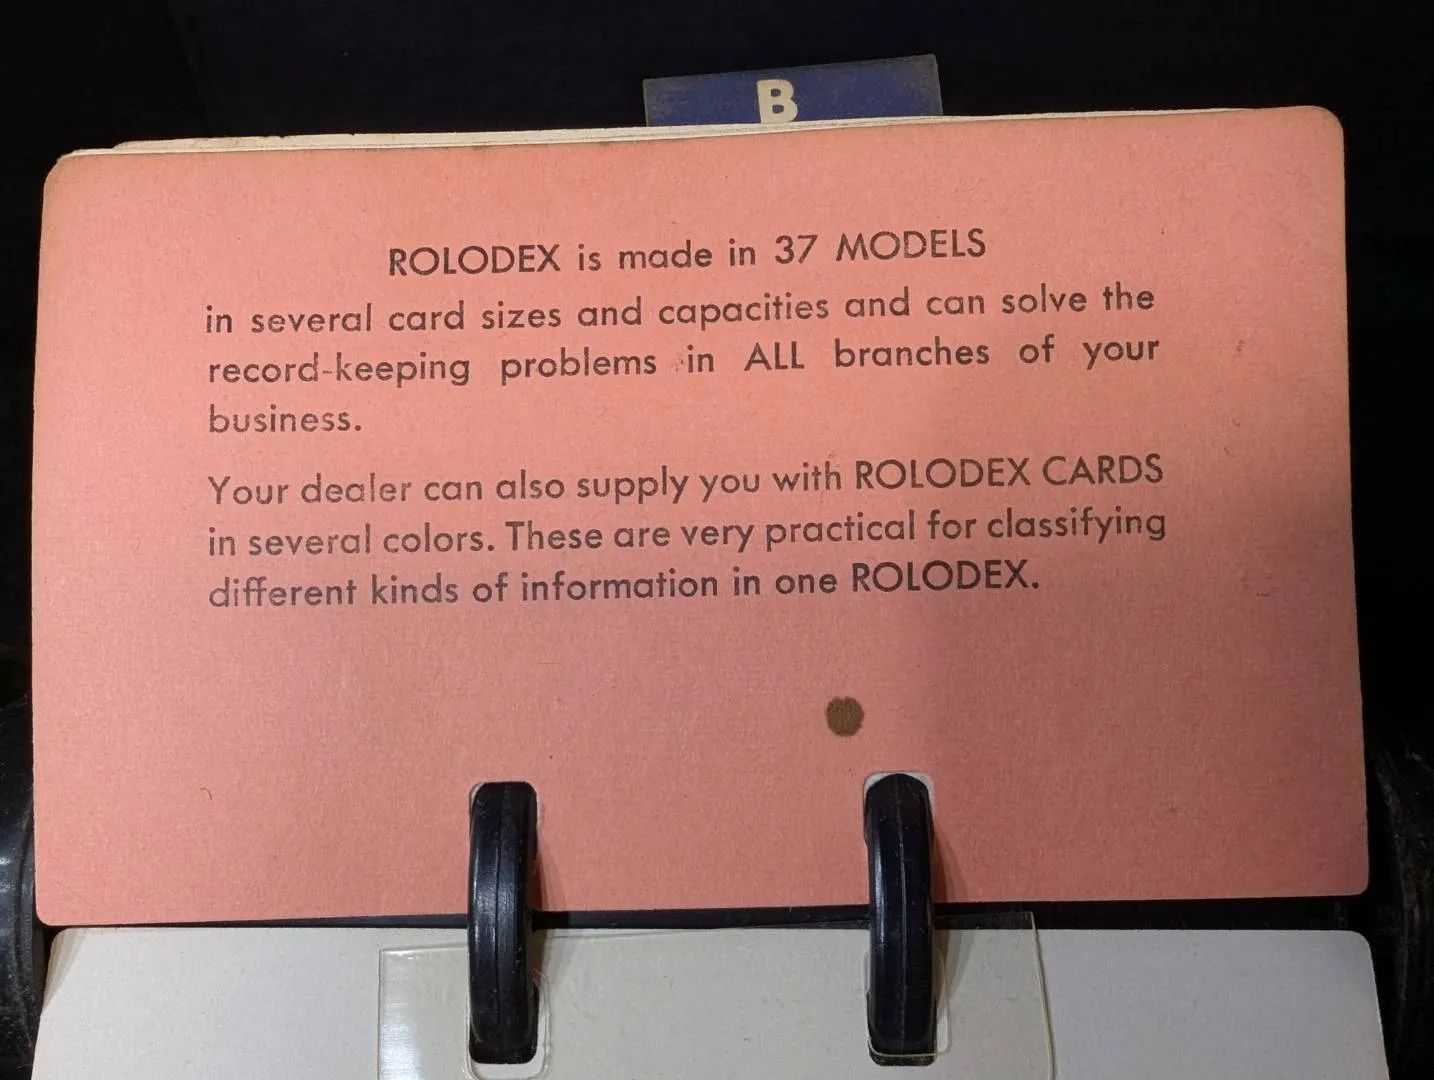 B
ROLODEX is made in 37 MODELS
in several card sizes and capacities and can solve the
record-keeping problems in ALL branches of your
business.
Your dealer can also supply you with ROLODEX CARDS
in several colors. These are very practical for classifying
different kinds of information in one ROLODEX.